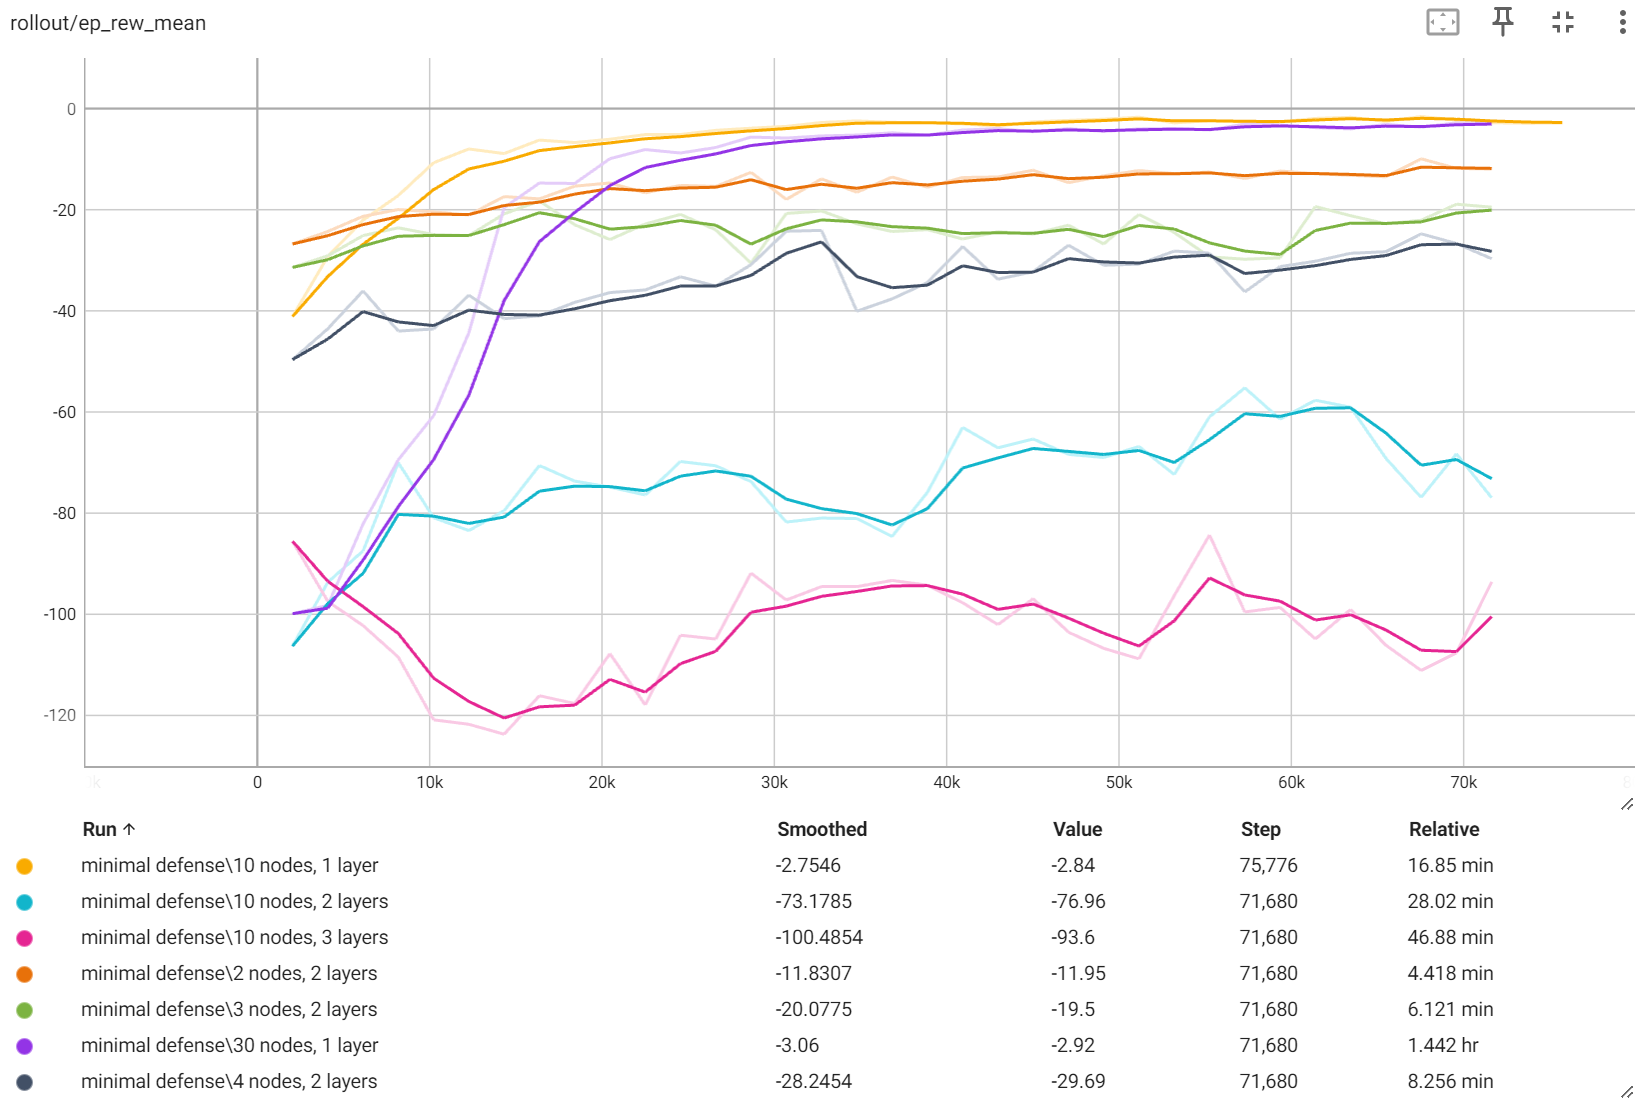 rollout/ep_rew_mean
0
-20
-40
-60
-80
-100
-120
0 10k 20k 30k 40k 50k 60k 70k
Run ↑ Smoothed Value Step Relative
minimal defense\10 nodes, 1 layer -2.7546 -2.84 75,776 16.85 min
minimal defense\10 nodes, 2 layers -73.1785 -76.96 71,680 28.02 min
minimal defense\10 nodes, 3 layers -100.4854 -93.6 71,680 46.88 min
minimal defense\2 nodes, 2 layers -11.8307 -11.95 71,680 4.418 min
minimal defense\3 nodes, 2 layers -20.0775 -19.5 71,680 6.121 min
minimal defense\30 nodes, 1 layer -3.06 -2.92 71,680 1.442 hr
minimal defense\4 nodes, 2 layers -28.2454 -29.69 71,680 8.256 min